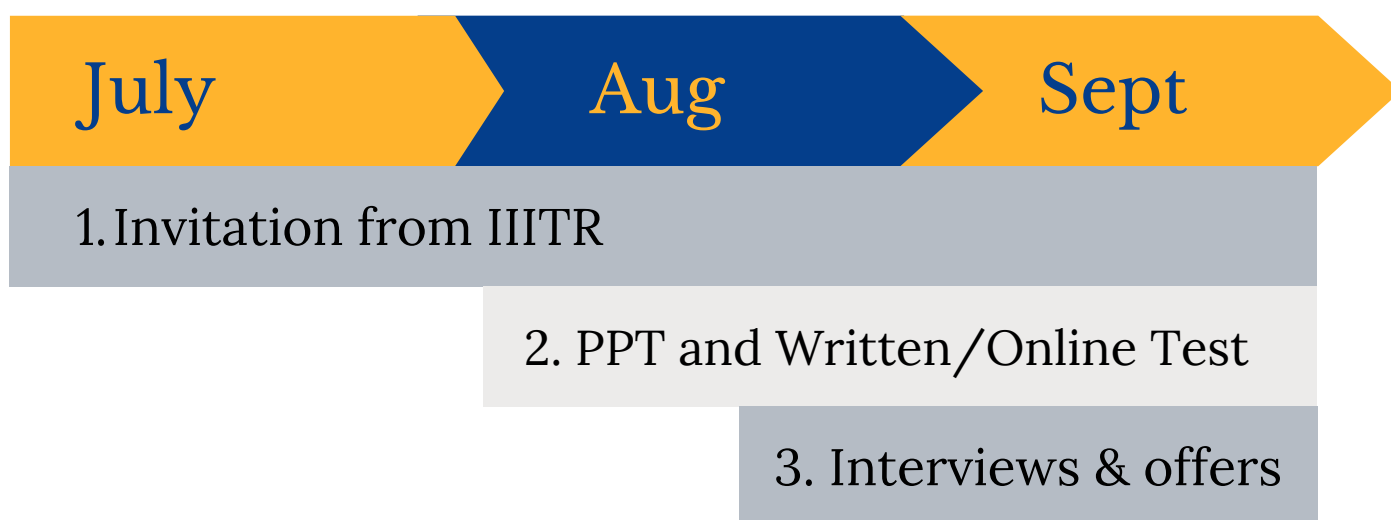 July Aug Sept
1. Invitation from IIITR
2. PPT and Written/Online Test
3. Interviews & offers